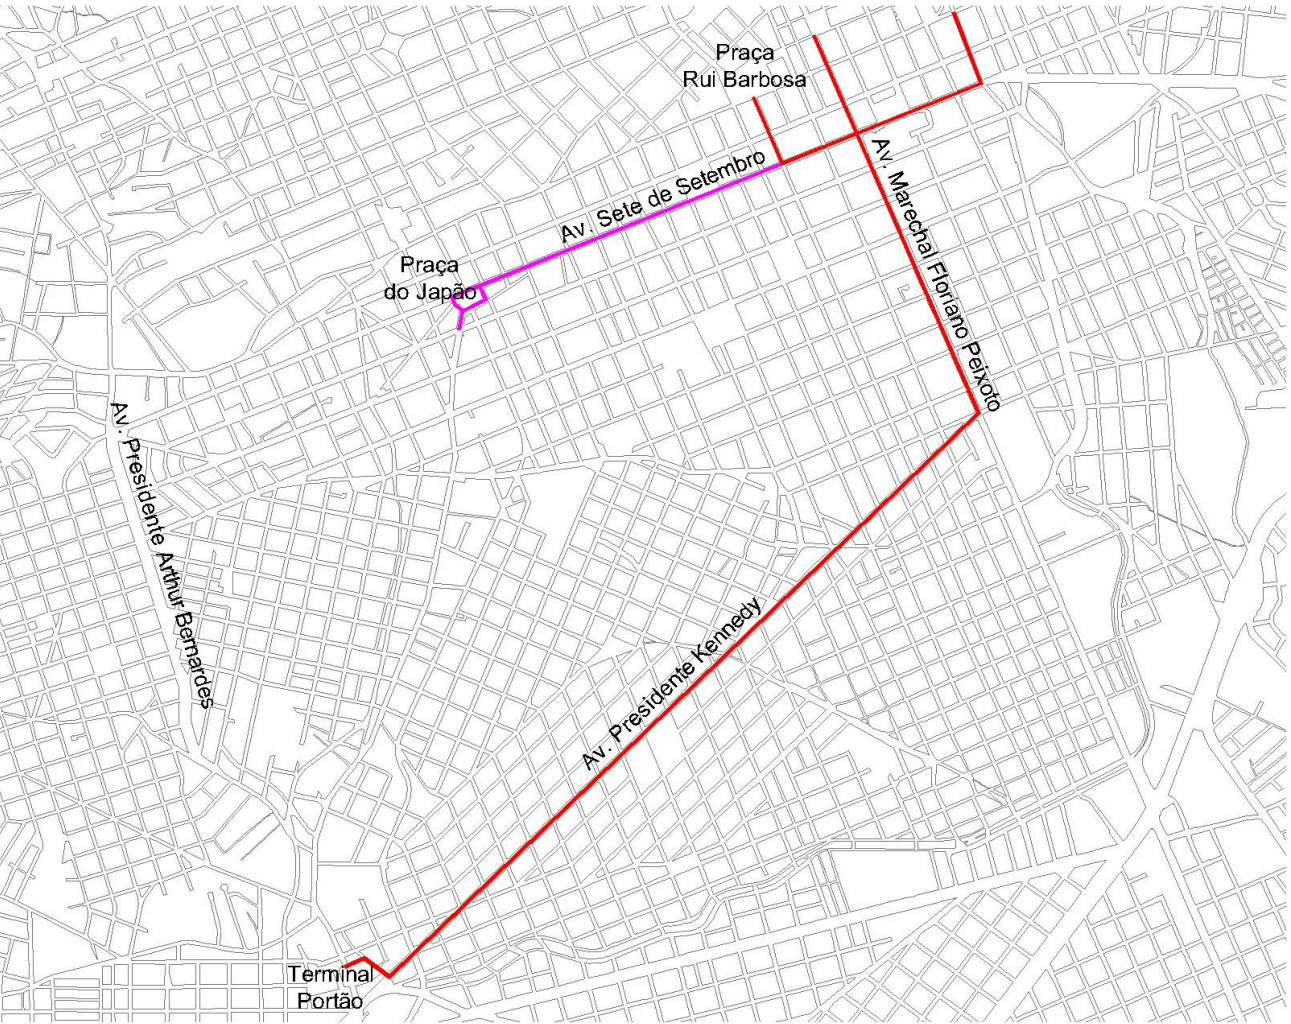 Praça
Rui Barbosa
Av. Sete de Setembro
Av. Marechal Floriano Peixoto
Praça
do Japão
Av. Presidente Arthur Bernardes
Av. Presidente Kennedy
Terminal
Portão